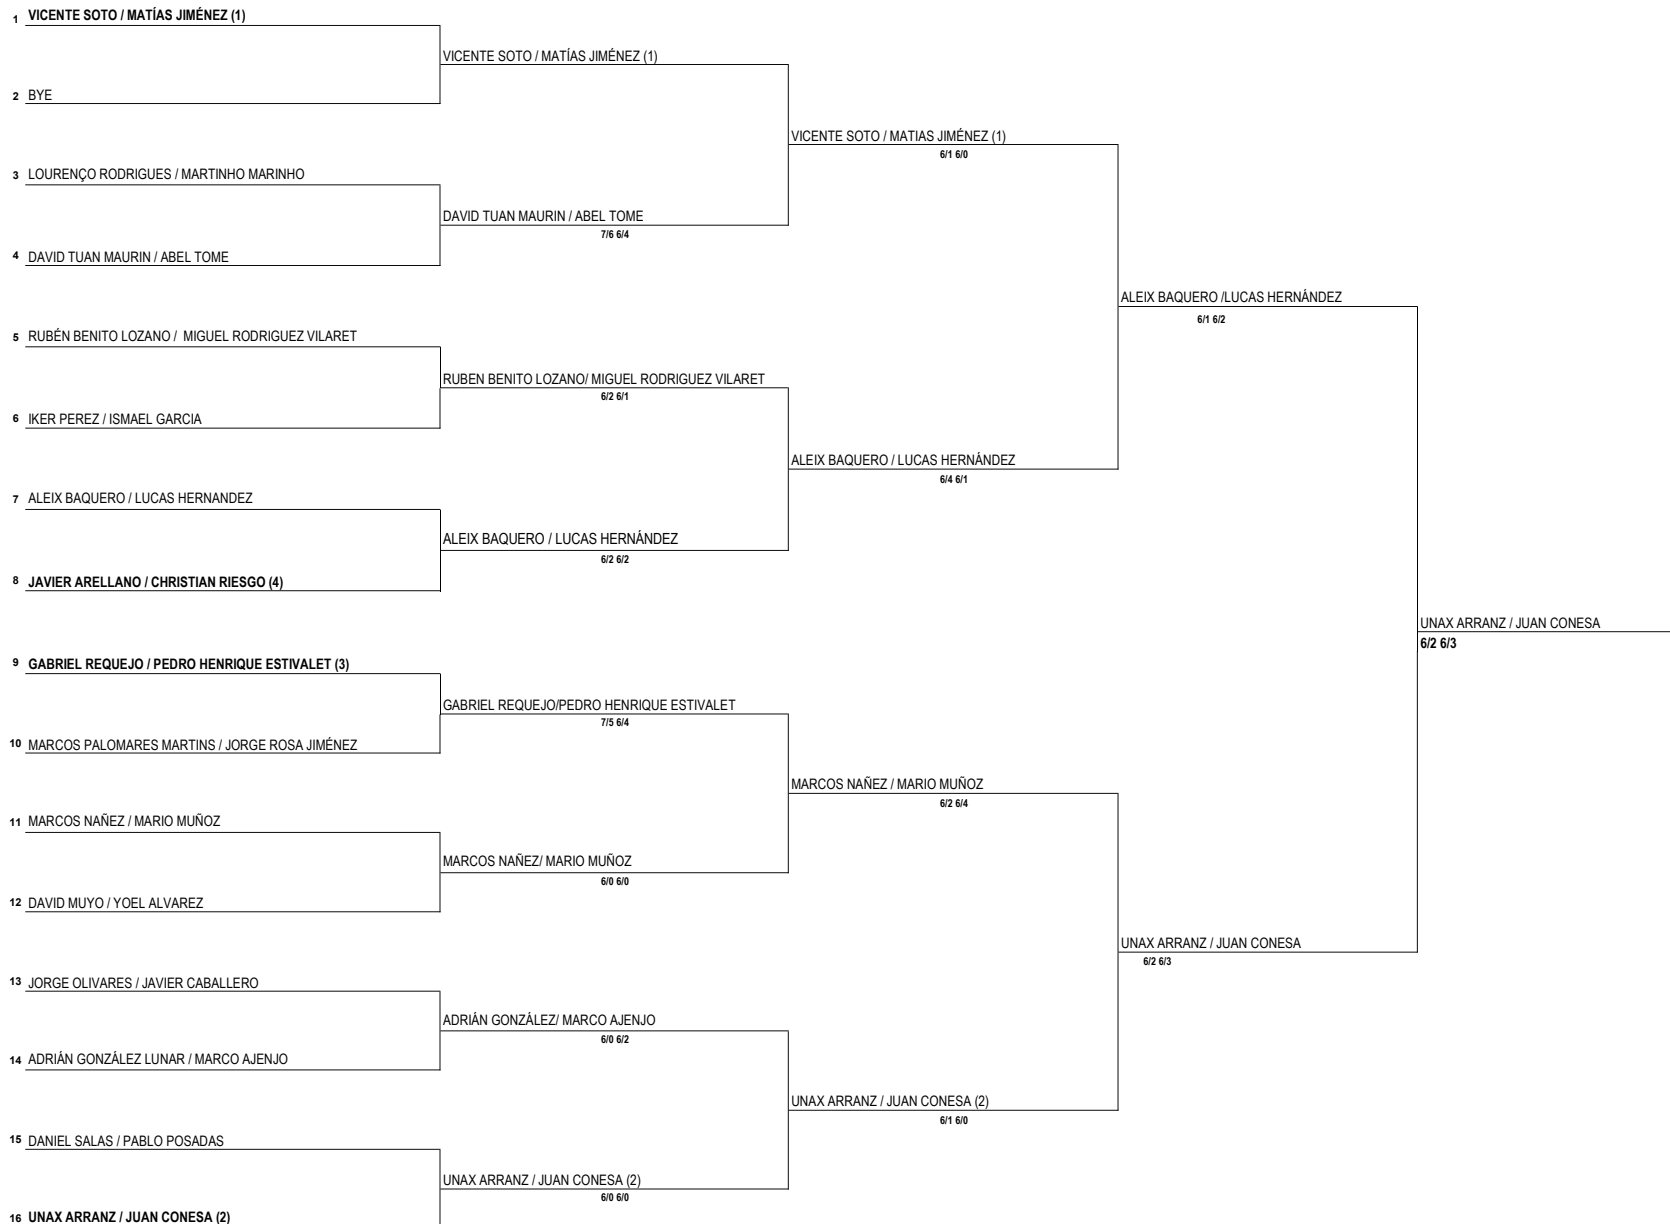 1 VICENTE SOTO / MATÍAS JIMÉNEZ (1)
VICENTE SOTO / MATÍAS JIMÉNEZ (1)
2 BYE
VICENTE SOTO / MATIAS JIMÉNEZ (1)
6/1 6/0
3 LOURENÇO RODRIGUES / MARTINHO MARINHO
DAVID TUAN MAURIN / ABEL TOME
7/6 6/4
4 DAVID TUAN MAURIN / ABEL TOME
ALEIX BAQUERO /LUCAS HERNÁNDEZ
6/1 6/2
5 RUBÉN BENITO LOZANO / MIGUEL RODRIGUEZ VILARET
RUBEN BENITO LOZANO/ MIGUEL RODRIGUEZ VILARET
6/2 6/1
6 IKER PEREZ / ISMAEL GARCIA
ALEIX BAQUERO / LUCAS HERNÁNDEZ
6/4 6/1
7 ALEIX BAQUERO / LUCAS HERNANDEZ
ALEIX BAQUERO / LUCAS HERNÁNDEZ
6/2 6/2
8 JAVIER ARELLANO / CHRISTIAN RIESGO (4)
UNAX ARRANZ / JUAN CONESA
6/2 6/3
9 GABRIEL REQUEJO / PEDRO HENRIQUE ESTIVALET (3)
GABRIEL REQUEJO/PEDRO HENRIQUE ESTIVALET
7/5 6/4
10 MARCOS PALOMARES MARTINS / JORGE ROSA JIMÉNEZ
MARCOS NAÑEZ / MARIO MUÑOZ
6/2 6/4
11 MARCOS NAÑEZ / MARIO MUÑOZ
MARCOS NAÑEZ/ MARIO MUÑOZ
6/0 6/0
12 DAVID MUYO / YOEL ALVAREZ
UNAX ARRANZ / JUAN CONESA
6/2 6/3
13 JORGE OLIVARES / JAVIER CABALLERO
ADRIÁN GONZÁLEZ/ MARCO AJENJO
6/0 6/2
14 ADRIÁN GONZÁLEZ LUNAR / MARCO AJENJO
UNAX ARRANZ / JUAN CONESA (2)
6/1 6/0
15 DANIEL SALAS / PABLO POSADAS
UNAX ARRANZ / JUAN CONESA (2)
6/0 6/0
16 UNAX ARRANZ / JUAN CONESA (2)